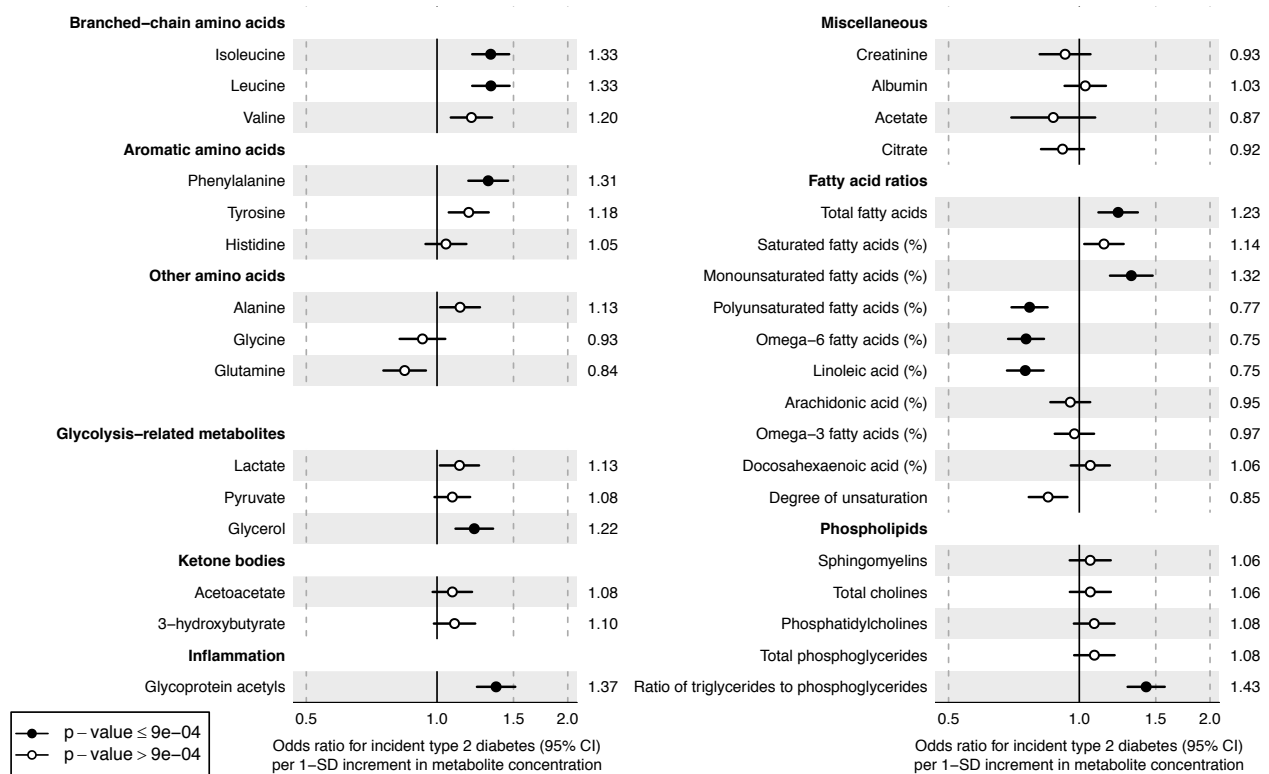 Branched−chain amino acids
Isoleucine 1.33
Leucine 1.33
Valine 1.20
Aromatic amino acids
Phenylalanine 1.31
Tyrosine 1.18
Histidine 1.05
Other amino acids
Alanine 1.13
Glycine 0.93
Glutamine 0.84
Glycolysis−related metabolites
Lactate 1.13
Pyruvate 1.08
Glycerol 1.22
Ketone bodies
Acetoacetate 1.08
3−hydroxybutyrate 1.10
Inflammation
Glycoprotein acetyls 1.37
0.5 1.0 1.5 2.0
Odds ratio for incident type 2 diabetes (95% CI)
per 1−SD increment in metabolite concentration
p − value ≤ 9e−04
p − value > 9e−04
Miscellaneous
Creatinine 0.93
Albumin 1.03
Acetate 0.87
Citrate 0.92
Fatty acid ratios
Total fatty acids 1.23
Saturated fatty acids (%) 1.14
Monounsaturated fatty acids (%) 1.32
Polyunsaturated fatty acids (%) 0.77
Omega−6 fatty acids (%) 0.75
Linoleic acid (%) 0.75
Arachidonic acid (%) 0.95
Omega−3 fatty acids (%) 0.97
Docosahexaenoic acid (%) 1.06
Degree of unsaturation 0.85
Phospholipids
Sphingomyelins 1.06
Total cholines 1.06
Phosphatidylcholines 1.08
Total phosphoglycerides 1.08
Ratio of triglycerides to phosphoglycerides 1.43
0.5 1.0 1.5 2.0
Odds ratio for incident type 2 diabetes (95% CI)
per 1−SD increment in metabolite concentration